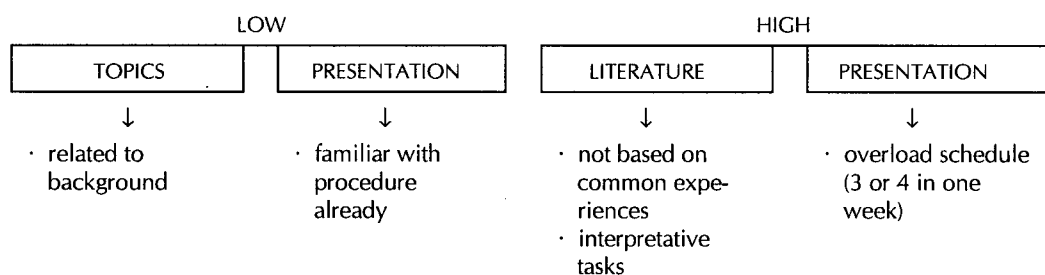 LOW
HIGH
TOPICS
PRESENTATION
LITERATURE
PRESENTATION
↓
↓
↓
↓
· related to
background
· familiar with
procedure
already
· not based on
common expe-
riences
· interpretative
tasks
· overload schedule
(3 or 4 in one
week)